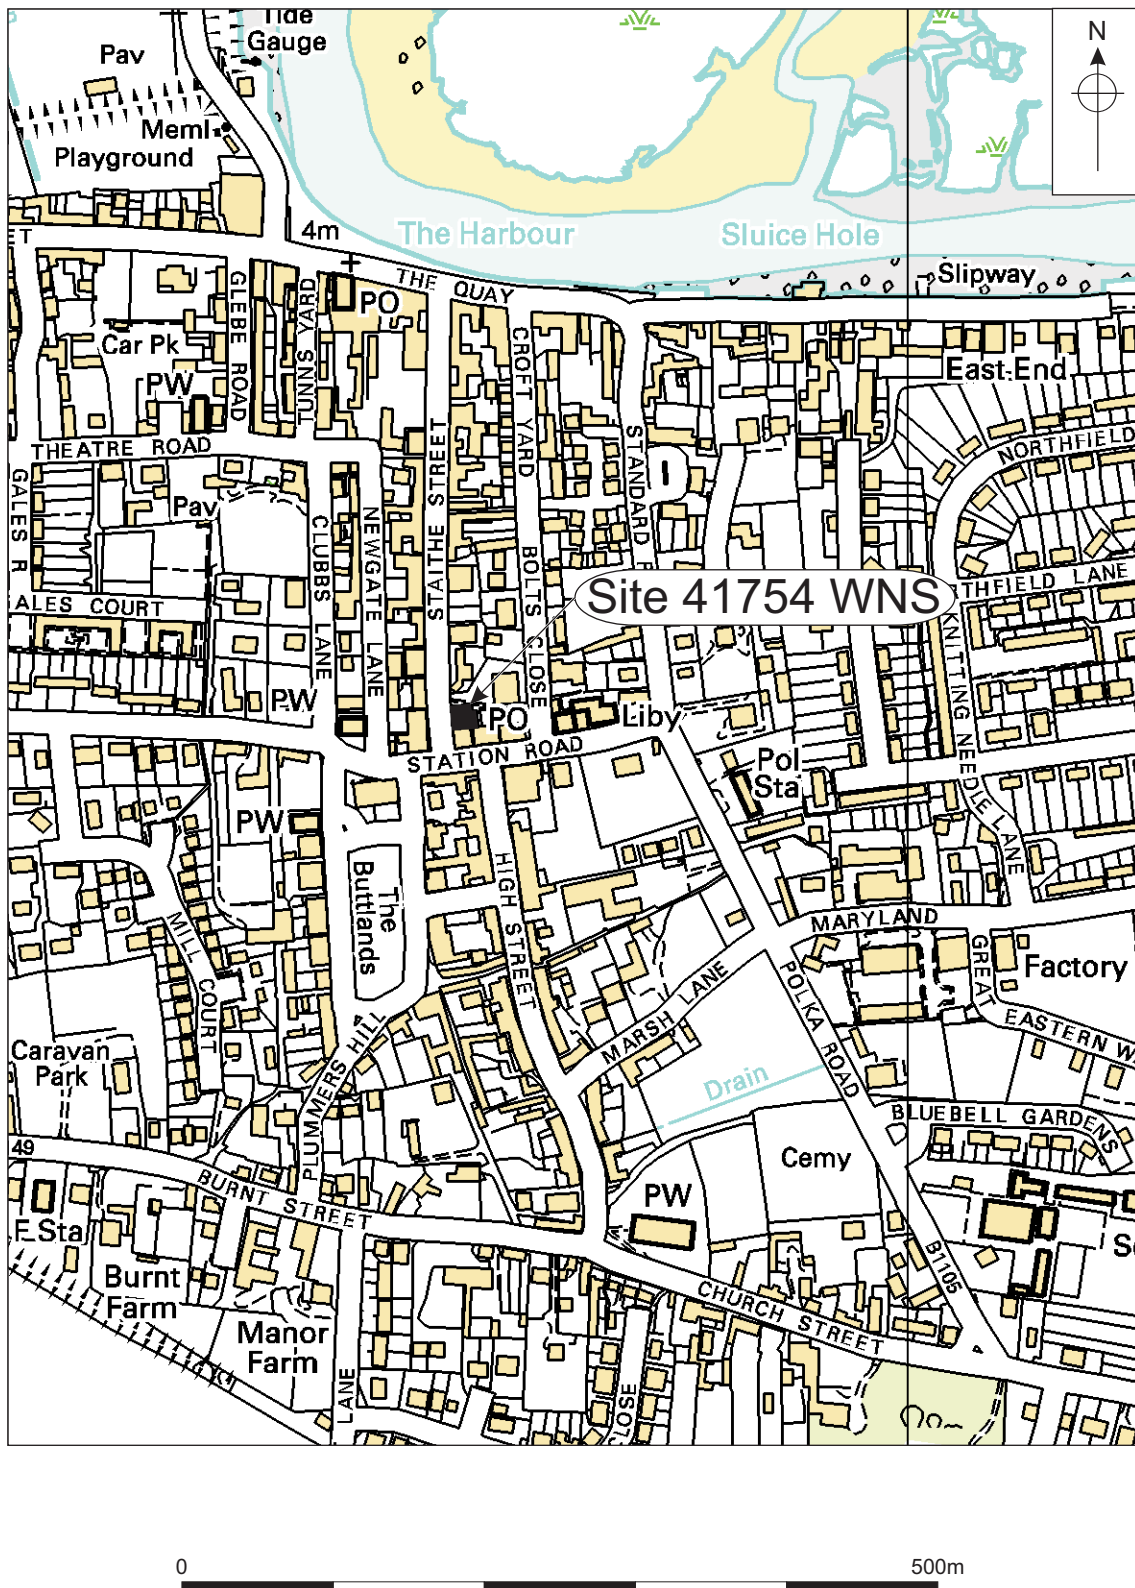 Tide
Gauge
Pav
N
Meml
Playground
ET
4m
The Harbour
Sluice Hole
Slipway
THE QUAY
PO
GLEBE ROAD
TUNNS YARD
Car Pk
PW
CROFT YARD
East End
THEATRE ROAD
STAITHE STREET
STANDARD R
NORTHFIELD
GALES R
Pav
CLUBBS LANE
NEWGATE LANE
BOLTS CLOSE
Site 41754 WNS
THFIELD LANE
ALES COURT
KNITTING NEEDLE LANE
PW
PO
Liby
STATION ROAD
Pol
Sta
PW
The
Buttlands
HIGH STREET
MILL COURT
MARYLAND
GREAT
EASTERN W
Factory
MARSH LANE
POLKA ROAD
Caravan
Park
PLUMMERS HILL
Drain
BLUEBELL GARDENS
49
Cemy
BURNT STREET
PW
F Sta
B1105
Burnt
Farm
CHURCH STREET
Manor
Farm
LANE
CLOSE
0
500m